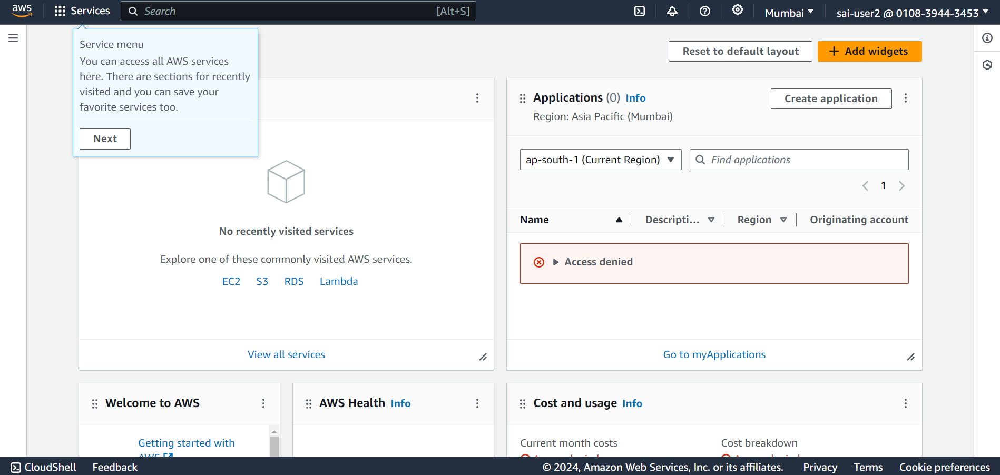 aws
Services
Search
[Alt+S]
Mumbai
sai-user2 @ 0108-3944-3453
Service menu
You can access all AWS services
here. There are sections for recently
visited and you can save your
favorite services too.
Next
Reset to default layout
Add widgets
No recently visited services
Explore one of these commonly visited AWS services.
EC2 S3 RDS Lambda
View all services
Applications (0) Info
Region: Asia Pacific (Mumbai)
Create application
ap-south-1 (Current Region)
Find applications
1
Name Descripti... Region Originating account
Access denied
Go to myApplications
Welcome to AWS
Getting started with
AWS
AWS Health Info
Cost and usage Info
Current month costs
Cost breakdown
CloudShell
Feedback
© 2024, Amazon Web Services, Inc. or its affiliates.
Privacy
Terms
Cookie preferences